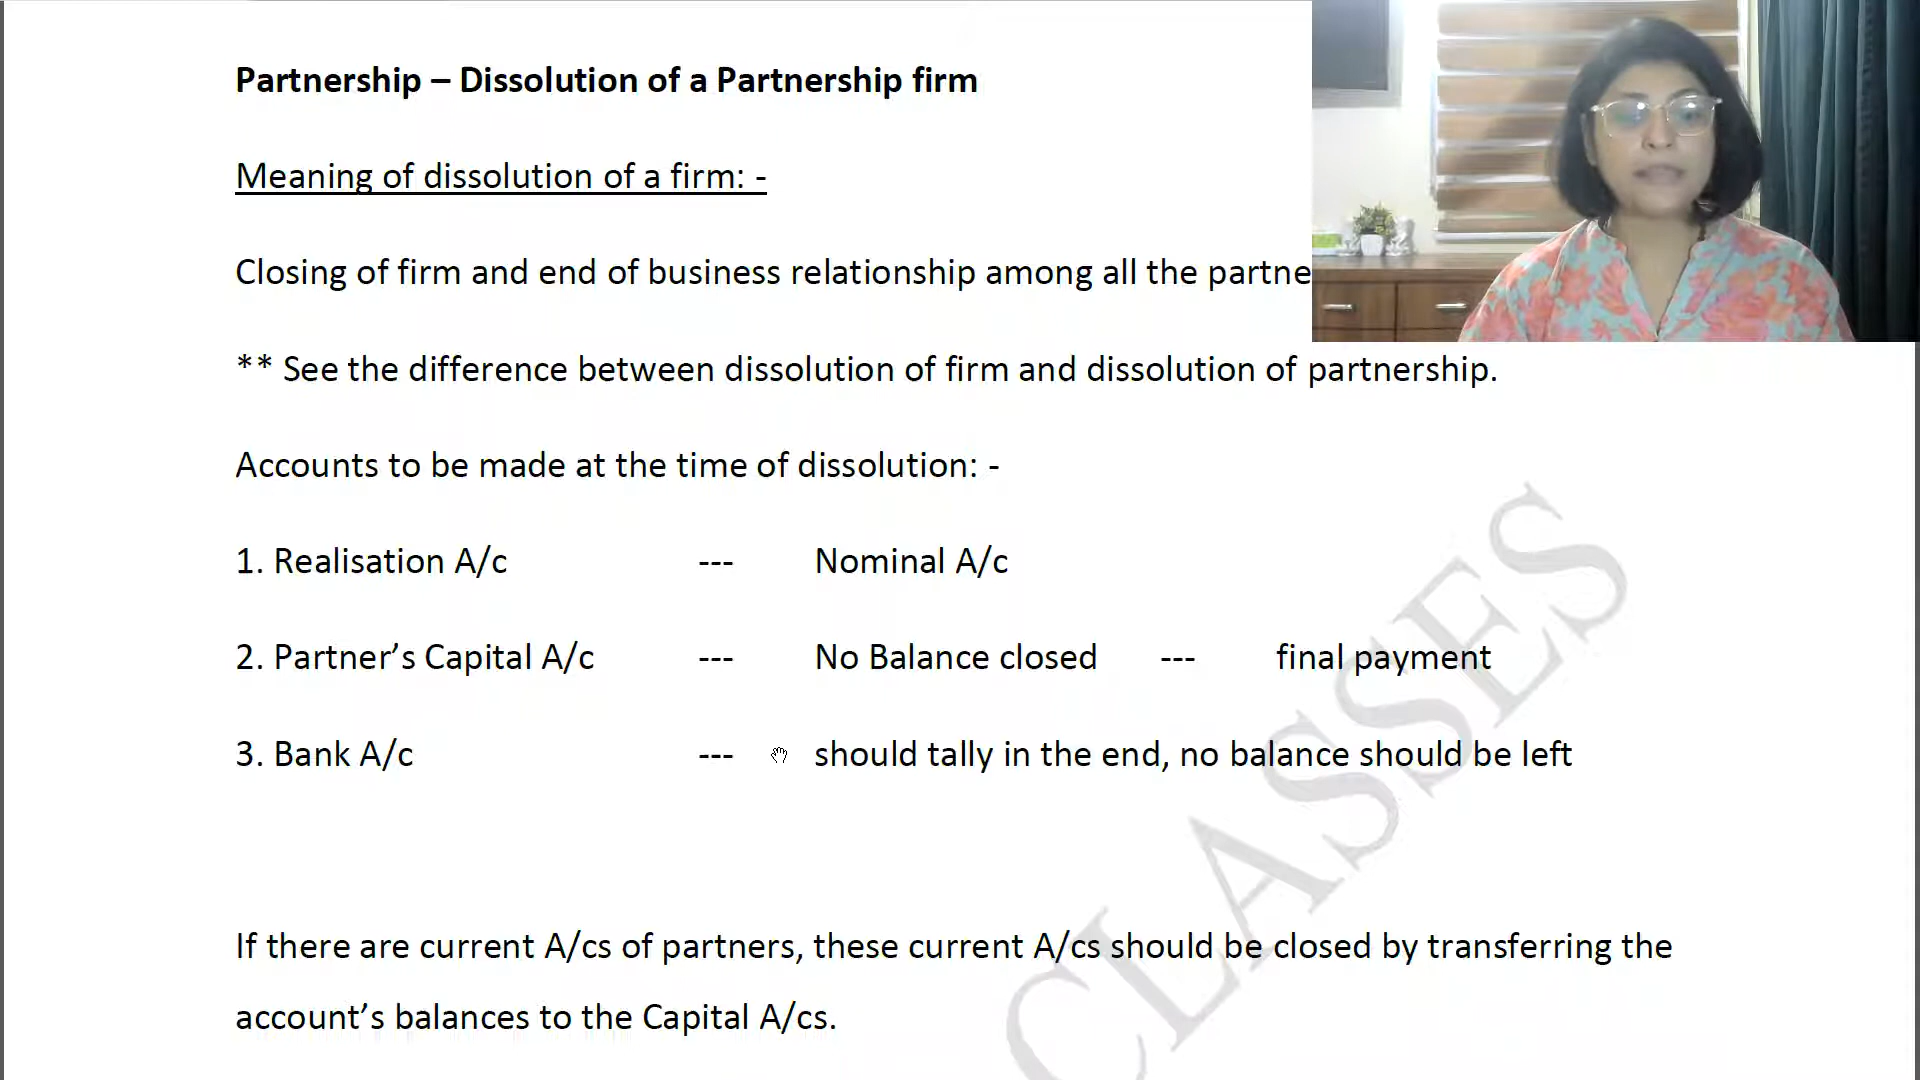 Partnership – Dissolution of a Partnership firm
Meaning of dissolution of a firm: -
Closing of firm and end of business relationship among all the partne
** See the difference between dissolution of firm and dissolution of partnership.
Accounts to be made at the time of dissolution: -
1. Realisation A/c --- Nominal A/c
2. Partner’s Capital A/c --- No Balance closed --- final payment
3. Bank A/c --- should tally in the end, no balance should be left
If there are current A/cs of partners, these current A/cs should be closed by transferring the
account’s balances to the Capital A/cs.
CLASSES